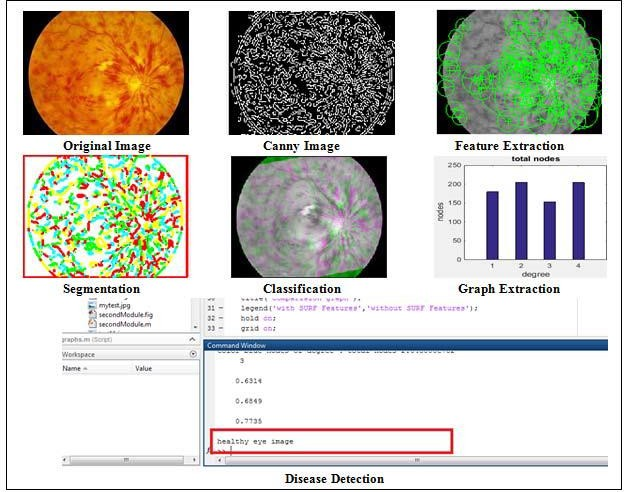 Original Image
Canny Image
Feature Extraction
total nodes
250
200
150
100
50
0
nodes
1 2 3 4
degree
Segmentation
Classification
Graph Extraction
mytest.jpg
secondModule.fig
secondModule.m
31 - legend('with SURF Features','without SURF Features');
32 - hold on;
33 - grid on;
graphs.m (Script)
Workspace
Name Value
Command Window
3
0.6314
0.6849
0.7735
healthy eye image
>>
Disease Detection